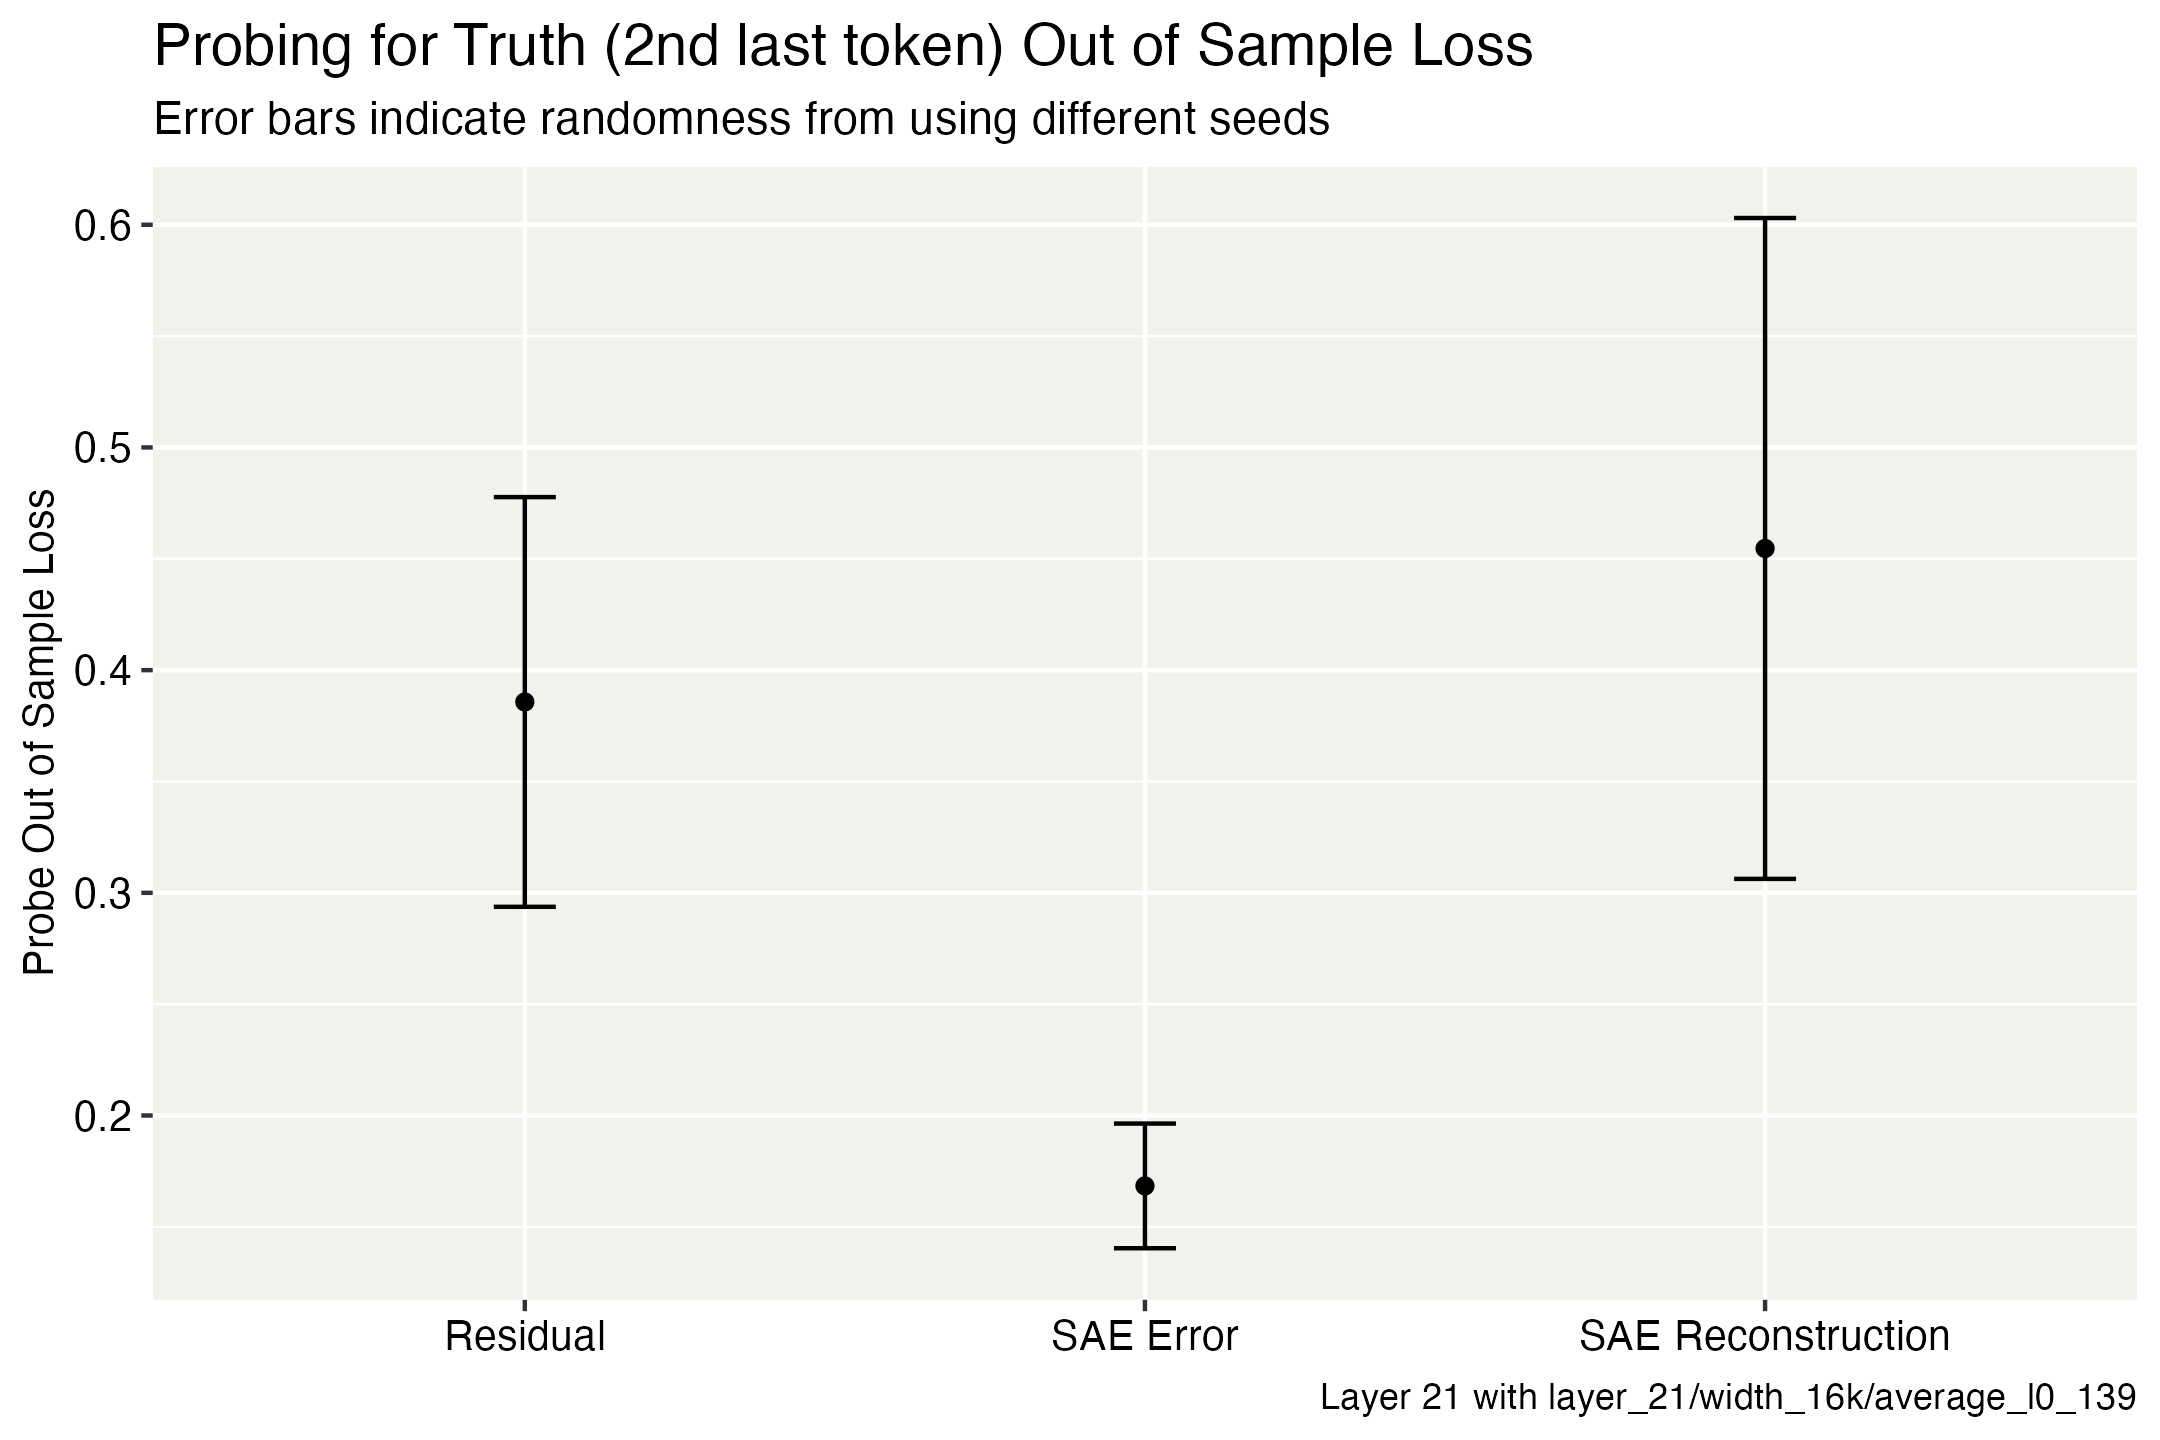 Probing for Truth (2nd last token) Out of Sample Loss
Error bars indicate randomness from using different seeds
Probe Out of Sample Loss
0.6
0.5
0.4
0.3
0.2
Residual
SAE Error
SAE Reconstruction
Layer 21 with layer_21/width_16k/average_l0_139